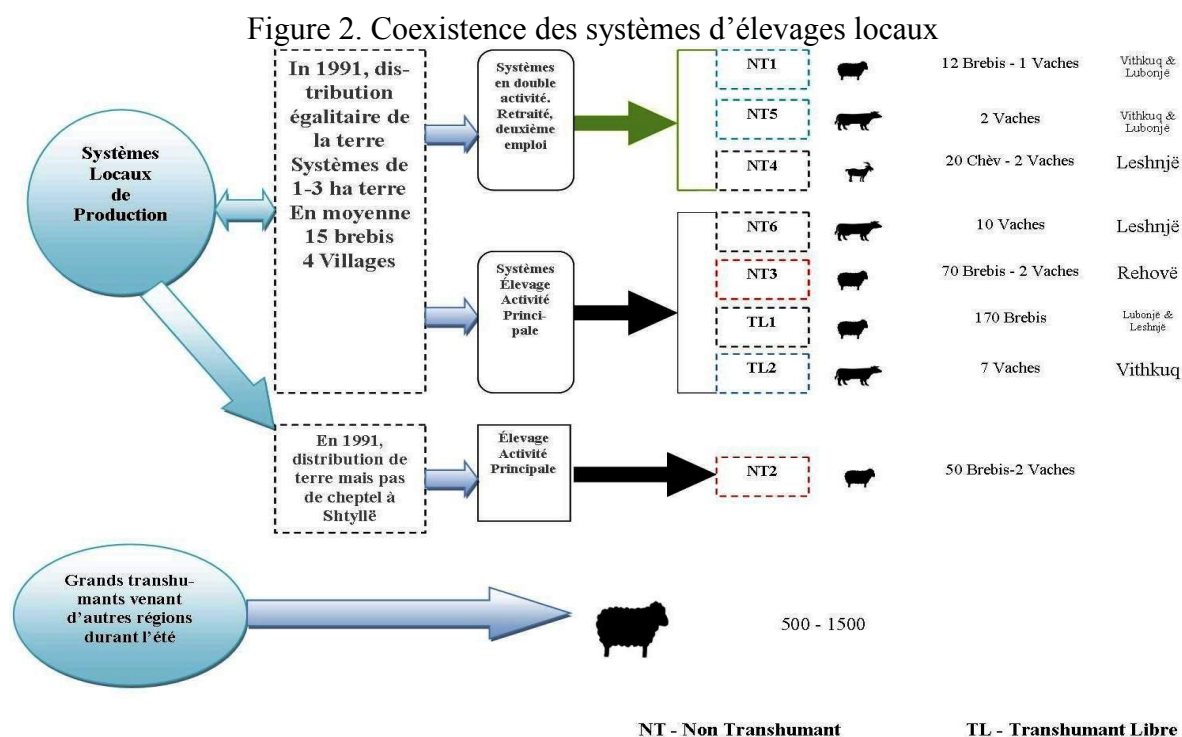 Figure 2. Coexistence des systèmes d'élevages locaux
Systèmes
Locaux
de
Production
In 1991, dis-
tribution
égalitaire de
la terre
Systèmes de
1-3 ha terre
En moyenne
15 brebis
4 Villages
Systèmes
en double
activité.
Retraité,
deuxième
emploi
NT1
12 Brebis - 1 Vaches
Vithkuq &
Lubonjë
NT5
2 Vaches
Vithkuq &
Lubonjë
NT4
20 Chèv - 2 Vaches
Leshnjë
Systèmes
Élevage
Activité
Princi-
pale
NT6
10 Vaches
Leshnjë
NT3
70 Brebis - 2 Vaches
Rehovë
TL1
170 Brebis
Lubonjë &
Leshnjë
TL2
7 Vaches
Vithkuq
En 1991,
distribution de
terre mais pas
de cheptel à
Shtyllë
Élevage
Activité
Principale
NT2
50 Brebis-2 Vaches
Grands transhu-
mants venant
d'autres régions
durant l'été
500 - 1500
NT - Non Transhumant
TL - Transhumant Libre